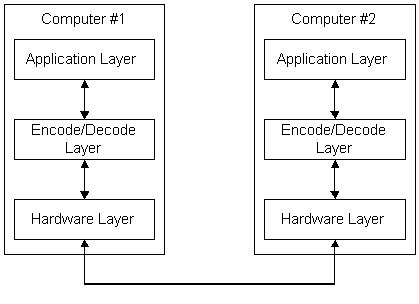 Computer #1
Application Layer
Encode/Decode
Layer
Hardware Layer
Computer #2
Application Layer
Encode/Decode
Layer
Hardware Layer